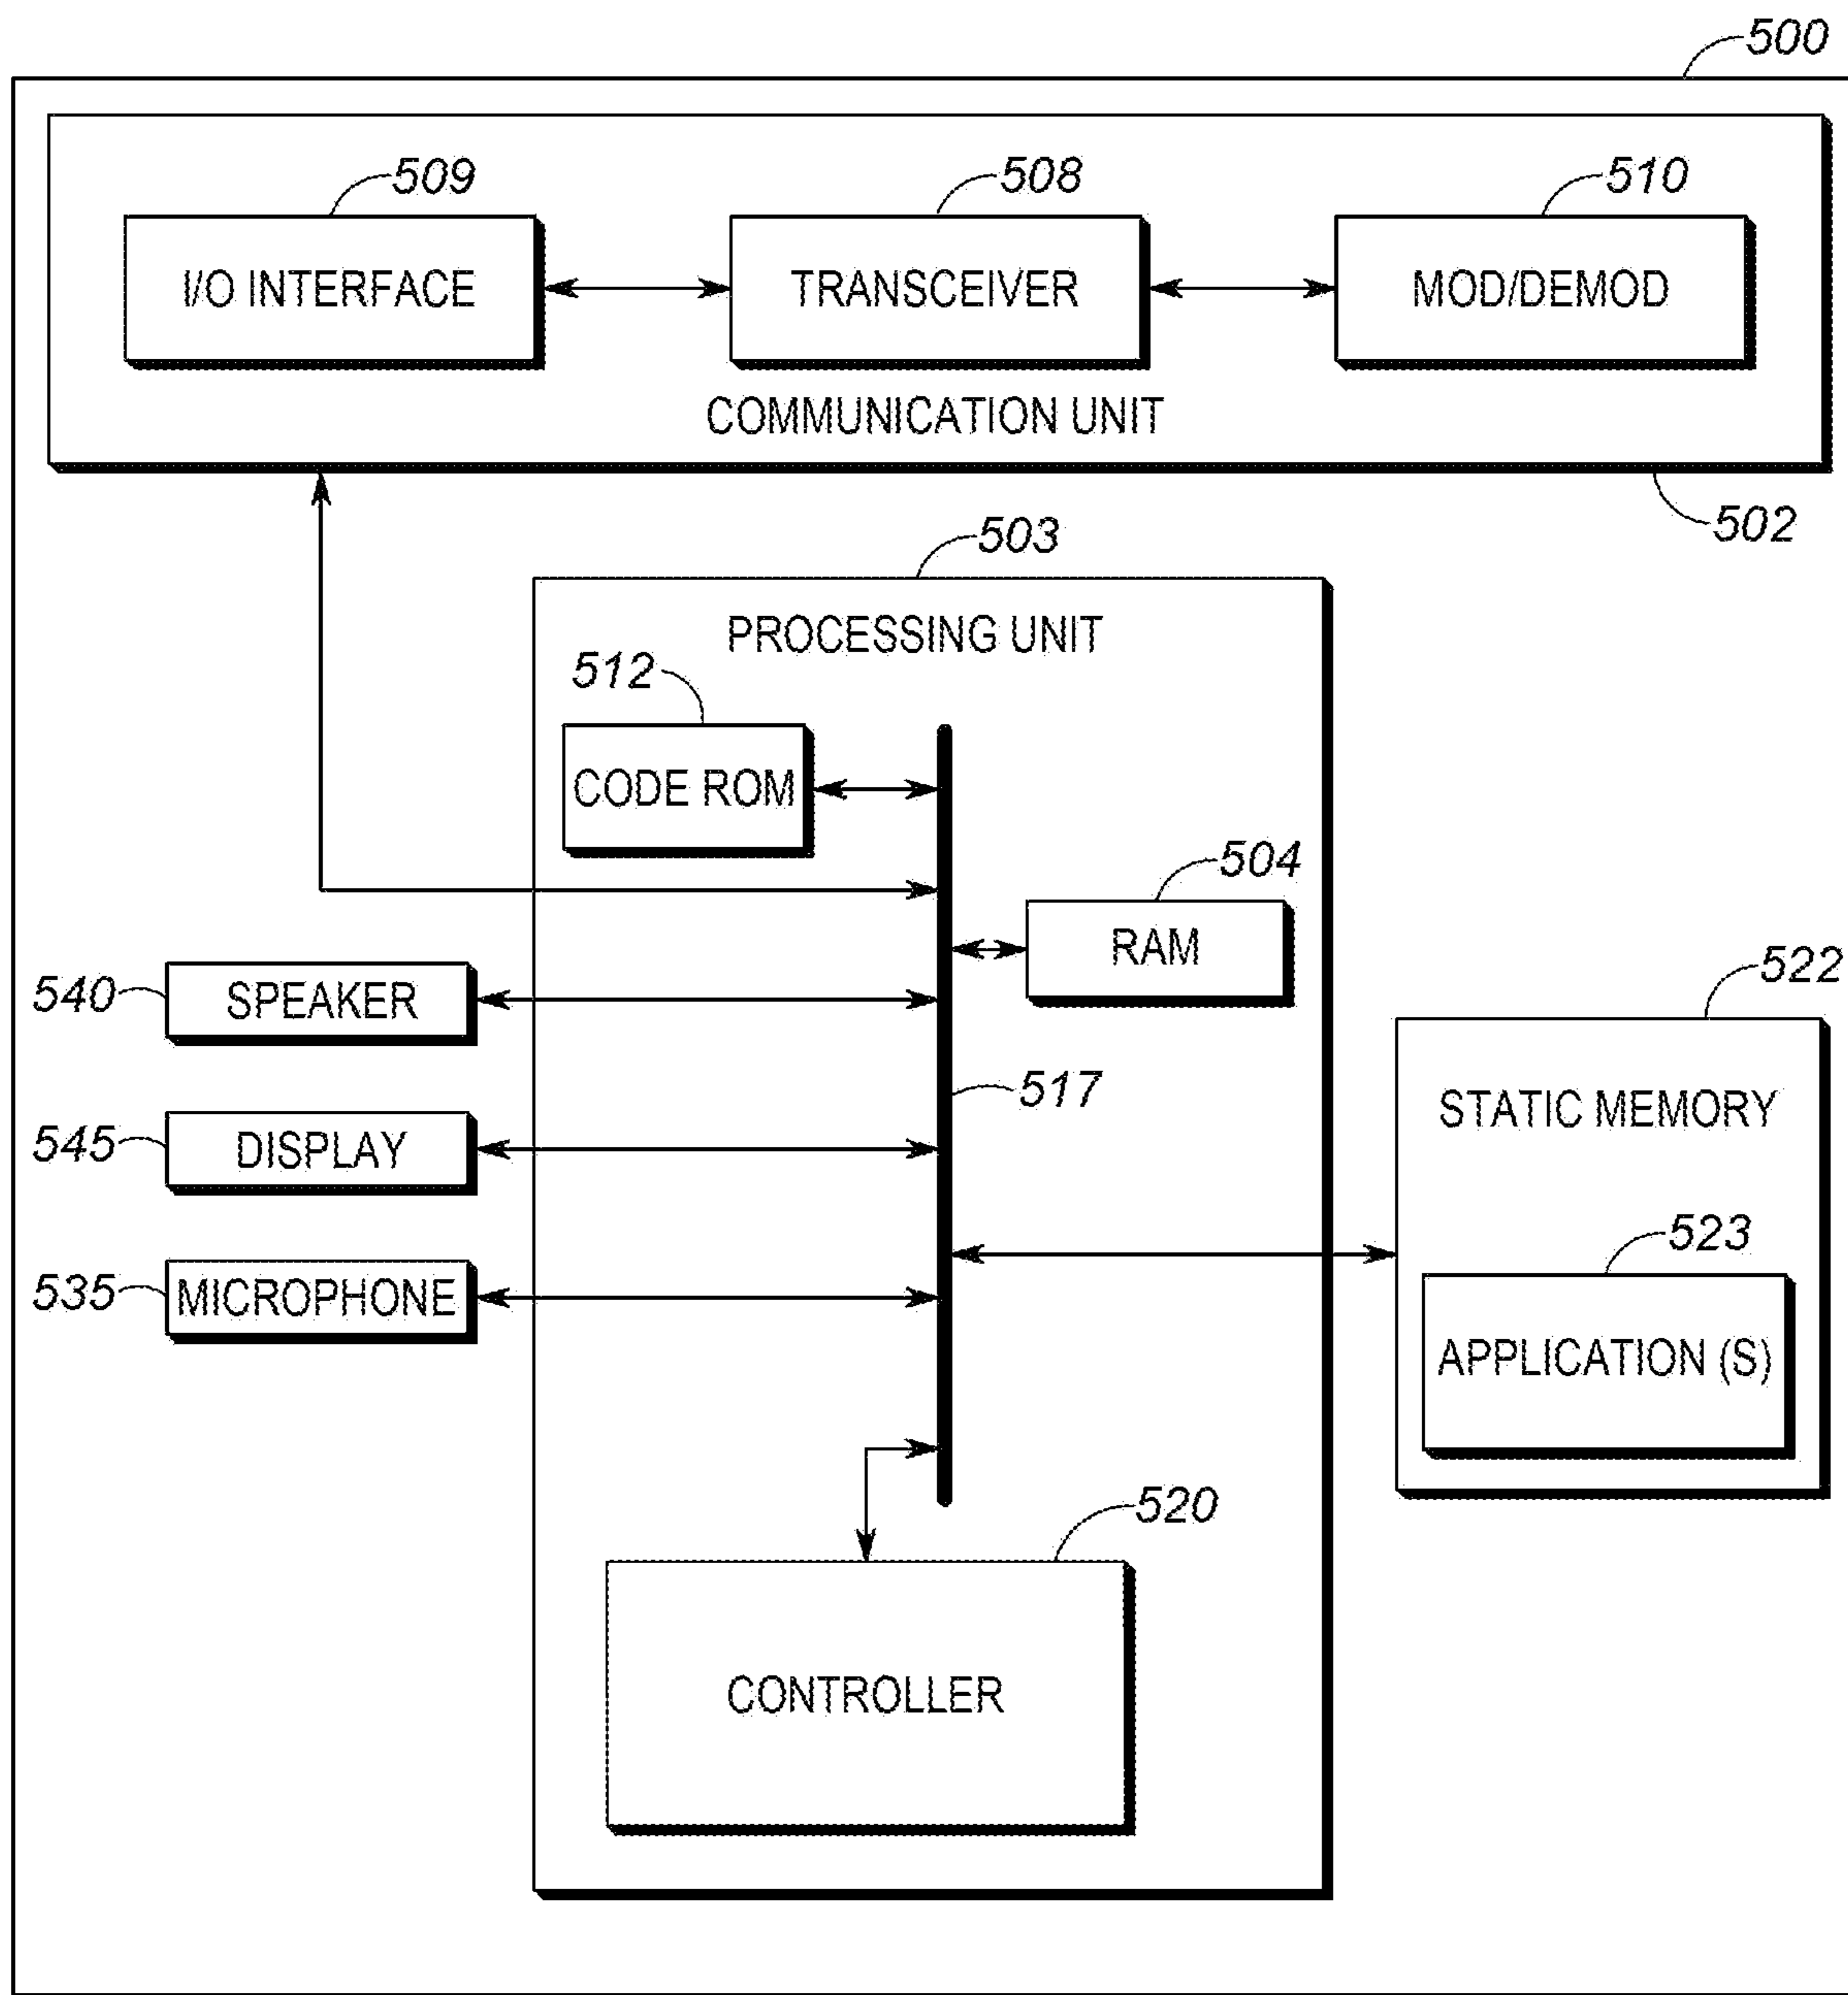 500
509
508
510
I/O INTERFACE
TRANSCEIVER
MOD/DEMOD
COMMUNICATION UNIT
502
503
PROCESSING UNIT
512
CODE ROM
504
RAM
540
SPEAKER
522
517
STATIC MEMORY
545
DISPLAY
523
535
MICROPHONE
APPLICATION (S)
520
CONTROLLER